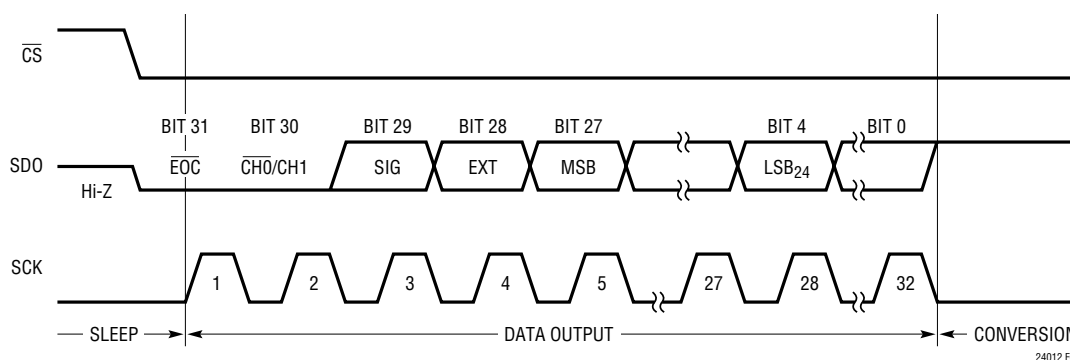 CS
BIT 31 BIT 30 BIT 29 BIT 28 BIT 27 BIT 4 BIT 0
SDO EOC CH0/CH1 SIG EXT MSB LSB24
Hi-Z
SCK 1 2 3 4 5 27 28 32
SLEEP DATA OUTPUT CONVERSION
24012 F